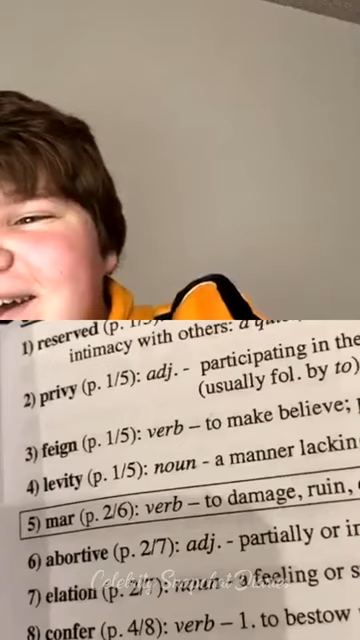 1) reserved (p. 1/5):
intimacy with others: a
2) privy (p. 1/5): adj. - participating in the
(usually fol. by to)
3) feign (p. 1/5): verb – to make believe;
4) levity (p. 1/5): noun - a manner lackin
5) mar (p. 2/6): verb – to damage, ruin,
6) abortive (p. 2/7): adj. - partially or
7) elation (p. 2/7): noun - a feeling or s
8) confer (p. 4/8): verb – 1. to bestow